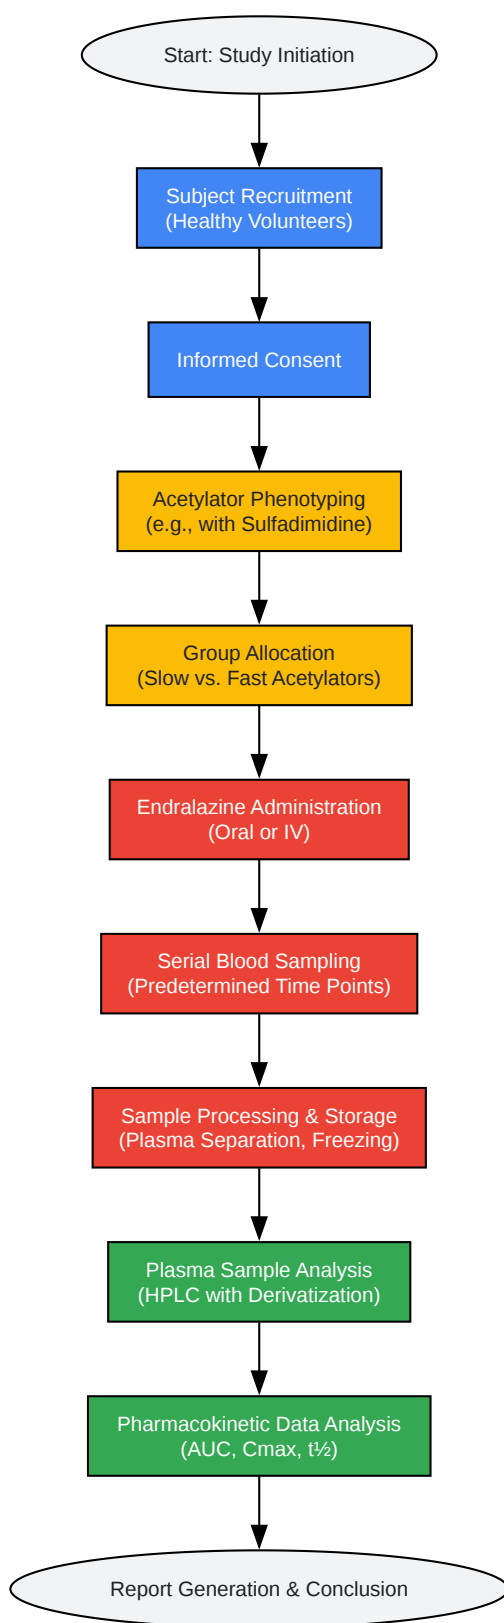 Start: Study Initiation
Subject Recruitment
(Healthy Volunteers)
Informed Consent
Acetylator Phenotyping
(e.g., with Sulfadimidine)
Group Allocation
(Slow vs. Fast Acetylators)
Endralazine Administration
(Oral or IV)
Serial Blood Sampling
(Predetermined Time Points)
Sample Processing & Storage
(Plasma Separation, Freezing)
Plasma Sample Analysis
(HPLC with Derivatization)
Pharmacokinetic Data Analysis
(AUC, Cmax, t½)
Report Generation & Conclusion